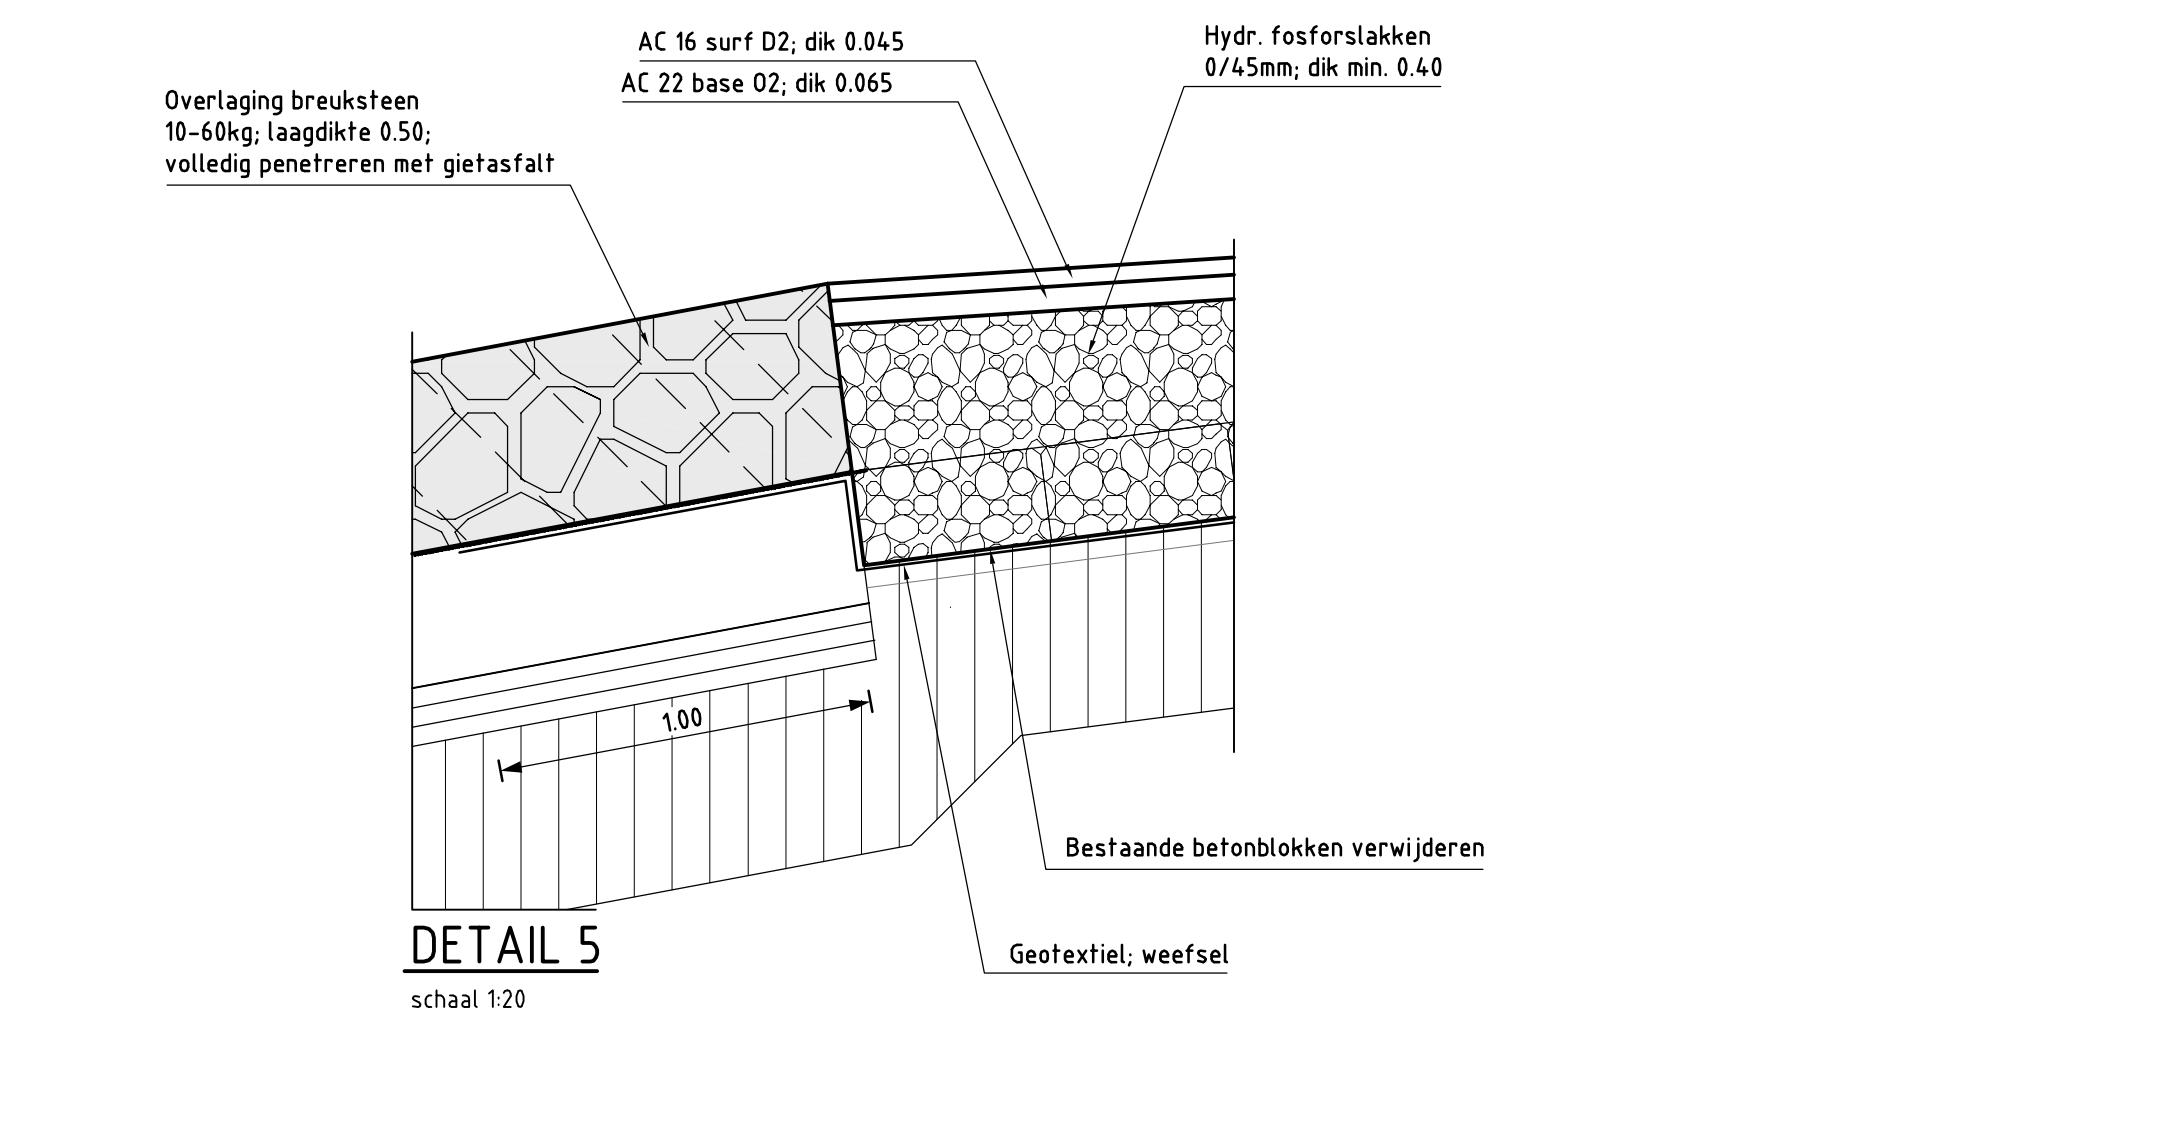 AC 16 surf D2; dik 0.045
AC 22 base O2; dik 0.065
Hydr. fosforslakken
0/45mm; dik min. 0.40
Overlaging breuksteen
10-60kg; laagdikte 0.50;
volledig penetreren met gietasfalt
1.00
Bestaande betonblokken verwijderen
Geotextiel; weefsel
DETAIL 5
schaal 1:20